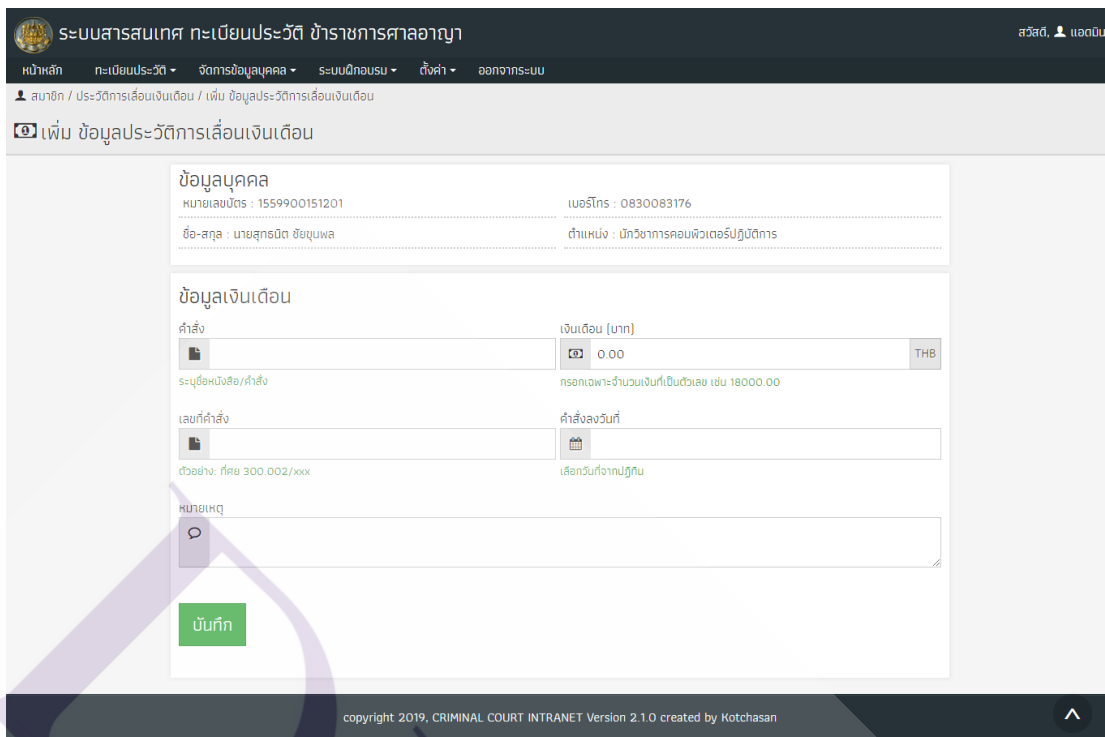 ระบบสารสนเทศ ทะเบียนประวัติ ข้าราชการศาลอาญา
สวัสดี, แอดมิน
หน้าหลัก ทะเบียนประวัติ จัดการข้อมูลบุคคล ระบบฝึกอบรม ตั้งค่า ออกจากระบบ
สมาชิก / ประวัติการเลื่อนเงินเดือน / เพิ่ม ข้อมูลประวัติการเลื่อนเงินเดือน
เพิ่ม ข้อมูลประวัติการเลื่อนเงินเดือน
ข้อมูลบุคคล
หมายเลขบัตร : 1559900151201 เบอร์โทร : 0830083176
ชื่อ-สกุล : นายสุทธนิต ชัยขุนพล ตำแหน่ง : นักวิชาการคอมพิวเตอร์ปฏิบัติการ
ข้อมูลเงินเดือน
คำสั่ง เงินเดือน (บาท)
0.00 THB
ระบุชื่อหนังสือ/คำสั่ง กรอกเฉพาะจำนวนเงินที่เป็นตัวเลข เช่น 18000.00
เลขที่คำสั่ง คำสั่งลงวันที่
ตัวอย่าง: ที่ศย 300.002/xxx เลือกวันที่จากปฏิทิน
หมายเหตุ
บันทึก
copyright 2019, CRIMINAL COURT INTRANET Version 2.1.0 created by Kotchasan